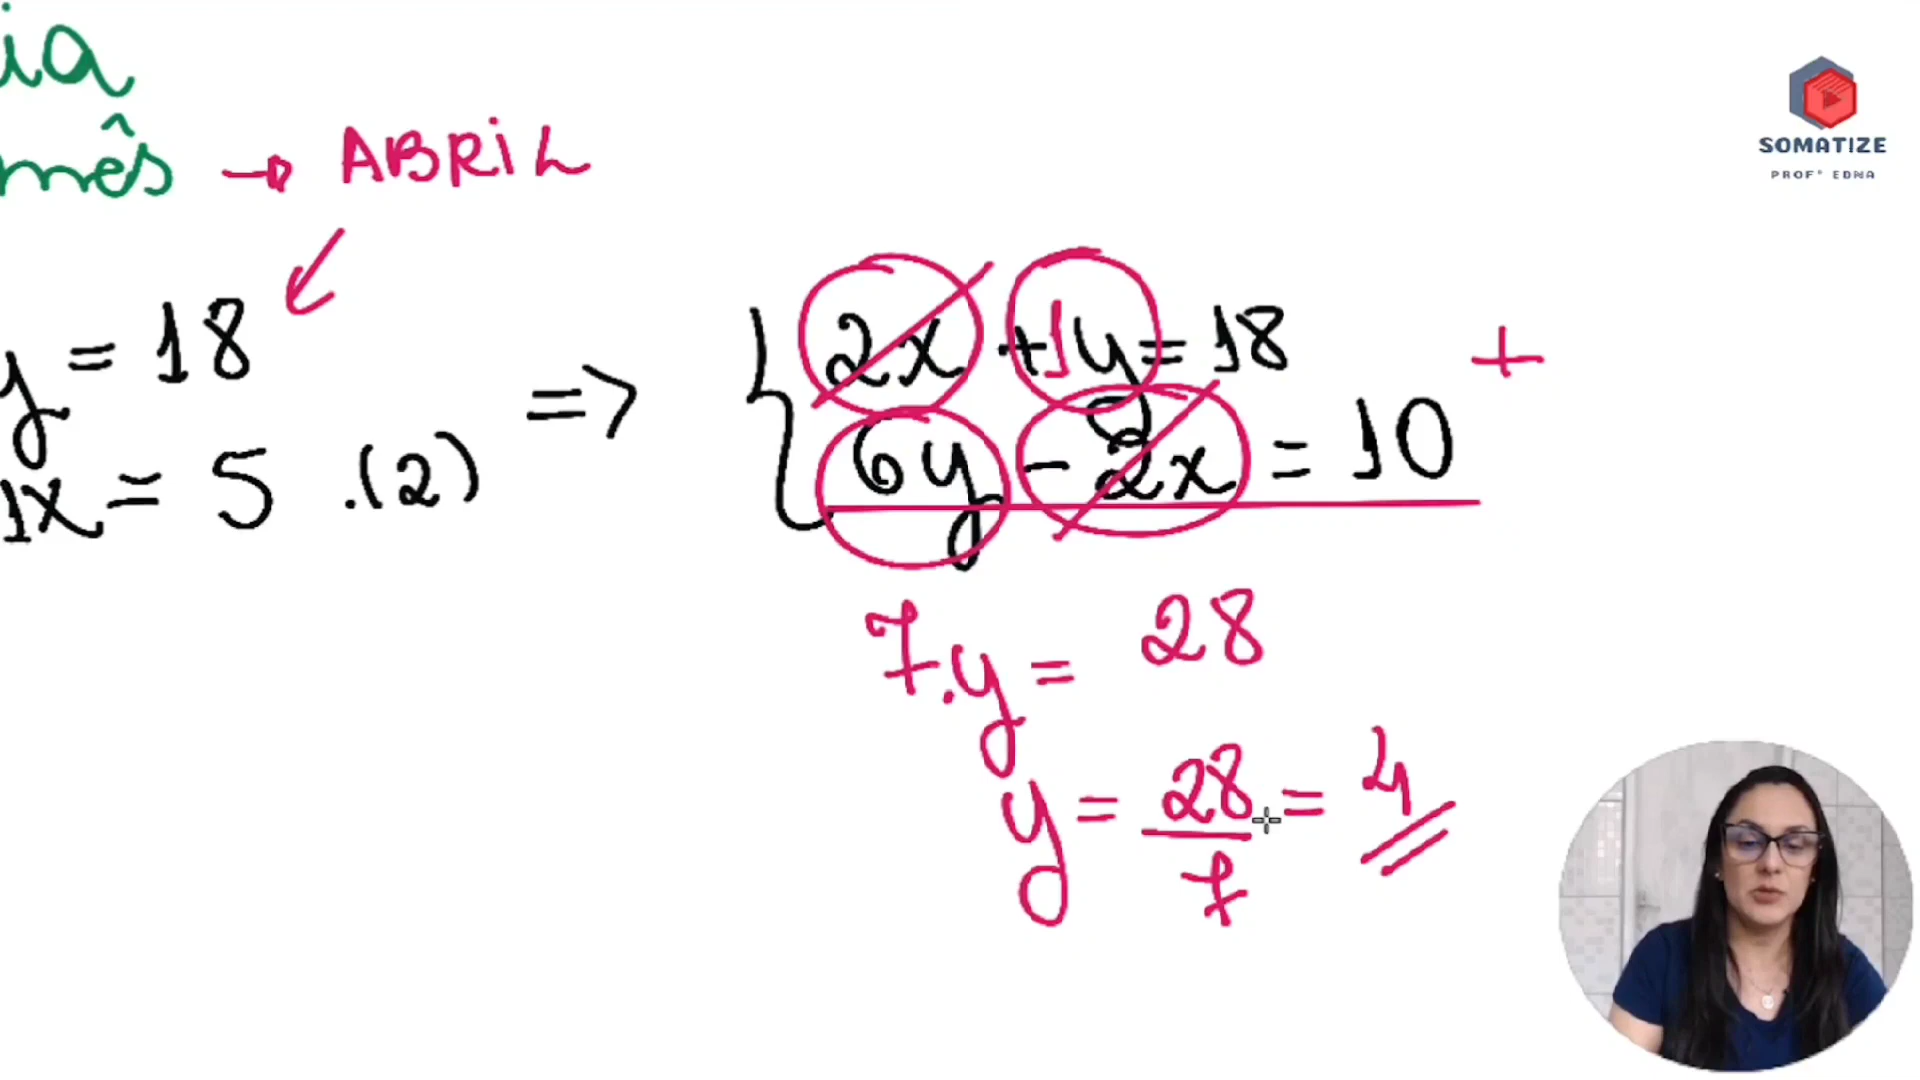 ia
mês → ABRIL
SOMATIZE
PROFª EDNA
y = 18
1x = 5 .(2)
=>
2x + 1y = 18
6y - 2x = 10
+
7.y = 28
y = 28/7 = 4